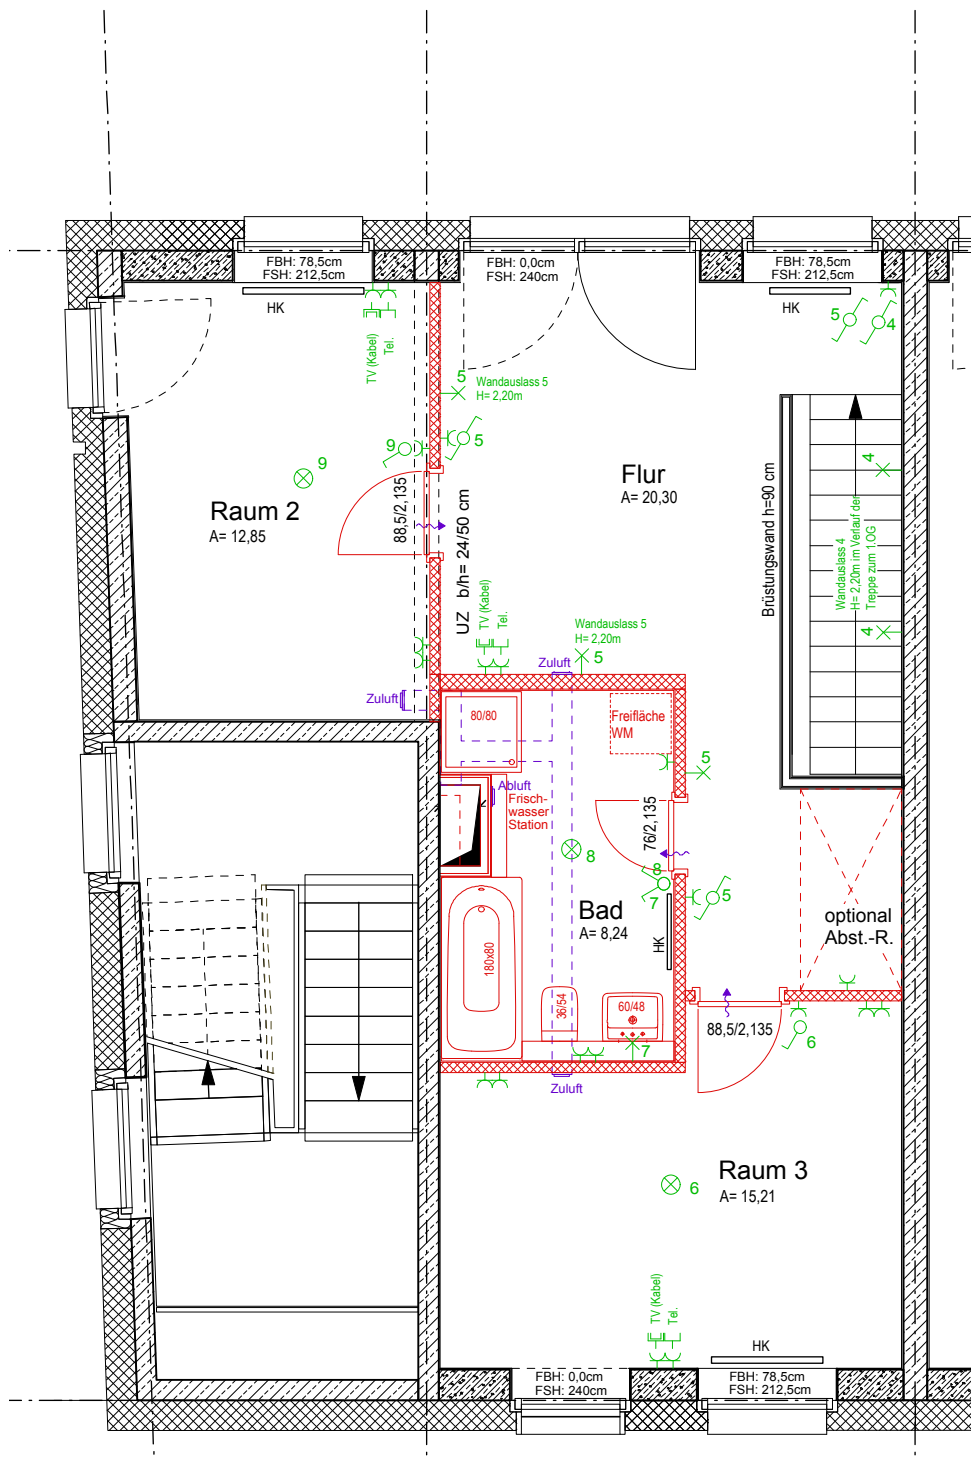 FBH: 78,5cm
FSH: 212,5cm
FBH: 0,0cm
FSH: 240cm
FBH: 78,5cm
FSH: 212,5cm
HK
HK
TV (Kabel)
Tel.
5
4
5
Wandauslass 5
H= 2,20m
5
9
9
Raum 2
A= 12,85
88,5/2,135
UZ b/h= 24/50 cm
Flur
A= 20,30
Brüstungswand h=90 cm
4
Wandauslass 4
H= 2,20m im Verlauf der
Treppe zum 1.OG
4
TV (Kabel)
Tel.
Wandauslass 5
H= 2,20m
5
Zuluft
Zuluft
80/80
Freifläche
WM
5
Abluft
Frisch-
wasser
Station
76/2,135
8
8
7
5
Bad
A= 8,24
HK
optional
Abst.-R.
180x80
36/54
60/48
7
88,5/2,135
6
Zuluft
Raum 3
A= 15,21
6
TV (Kabel)
Tel.
HK
FBH: 0,0cm
FSH: 240cm
FBH: 78,5cm
FSH: 212,5cm